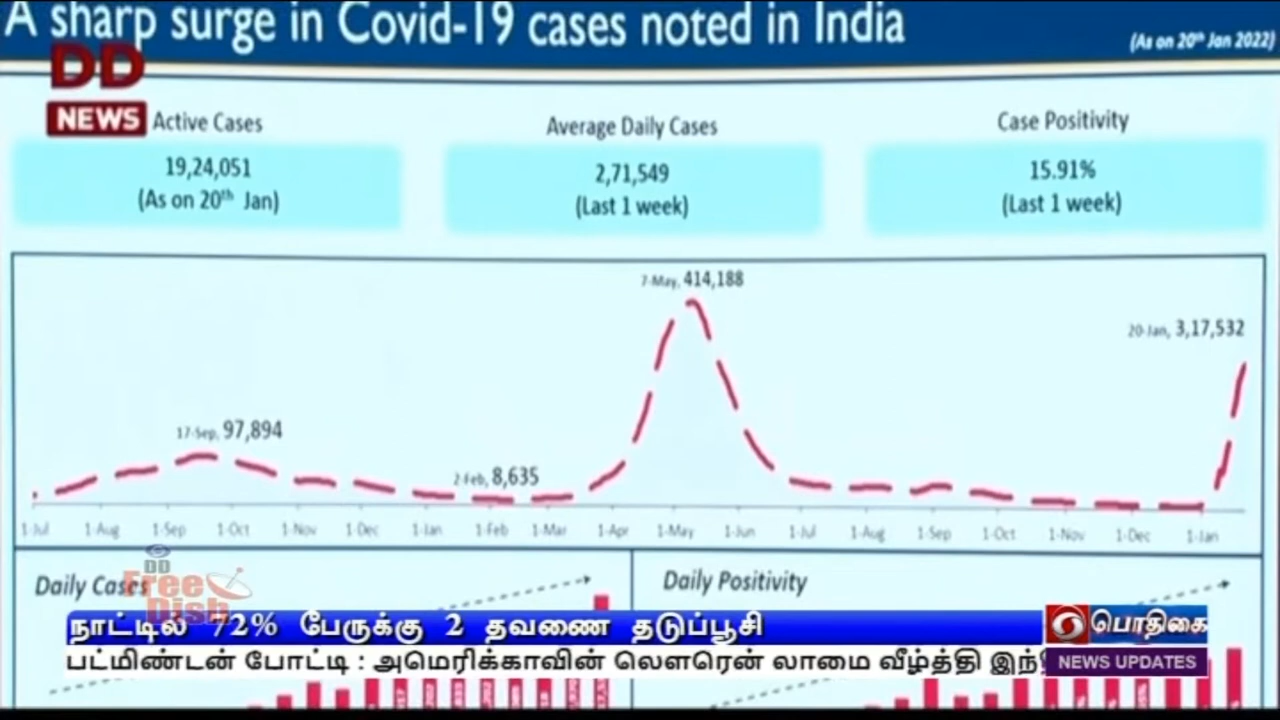 A sharp surge in Covid-19 cases noted in India
(As on 20th Jan 2022)
DD
NEWS
Active Cases
Average Daily Cases
Case Positivity
19,24,051
(As on 20th Jan)
2,71,549
(Last 1 week)
15.91%
(Last 1 week)
7-May, 414,188
20-Jan, 3,17,532
17-Sep, 97,894
2-Feb, 8,635
1-Jul 1-Aug 1-Sep 1-Oct 1-Nov 1-Dec 1-Jan 1-Feb 1-Mar 1-Apr 1-May 1-Jun 1-Jul 1-Aug 1-Sep 1-Oct 1-Nov 1-Dec 1-Jan
Daily Cases
Daily Positivity
DD
Free
Dish
நாட்டில் 72% பேருக்கு 2 தவணை தடுப்பூசி
பொதிகை
பட்மிண்டன் போட்டி : அமெரிக்காவின் லௌரென் லாமை வீழ்த்தி
NEWS UPDATES